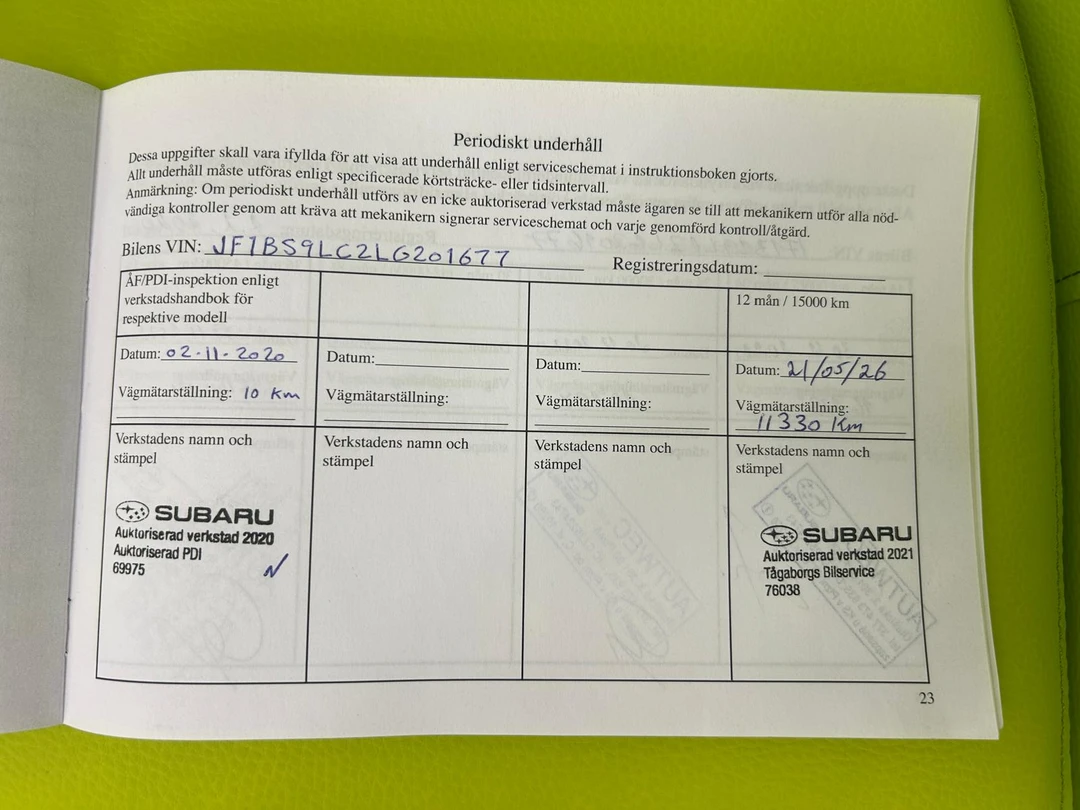 Periodiskt underhåll
Dessa uppgifter skall vara ifyllda för att visa att underhåll enligt serviceschemat i instruktionsboken gjorts.
Allt underhåll måste utföras enligt specificerade körtsträcke- eller tidsintervall.
Anmärkning: Om periodiskt underhåll utförs av en icke auktoriserad verkstad måste ägaren se till att mekanikern utför alla nöd-
vändiga kontroller genom att kräva att mekanikern signerar serviceschemat och varje genomförd kontroll/åtgärd.
Bilens VIN: JF1BS9LC2LG201677 Registreringsdatum:
ÅF/PDI-inspektion enligt
verkstadshandbok för
respektive modell
12 mån / 15000 km
Datum: 02-11-2020
Datum:
Datum:
Datum: 21/05/26
Vägmätarställning: 10 Km
Vägmätarställning:
Vägmätarställning:
Vägmätarställning:
11330 Km
Verkstadens namn och
stämpel
Verkstadens namn och
stämpel
Verkstadens namn och
stämpel
Verkstadens namn och
stämpel
SUBARU
Auktoriserad verkstad 2020
Auktoriserad PDI
69975
SUBARU
Auktoriserad verkstad 2021
Tågaborgs Bilservice
76038
23